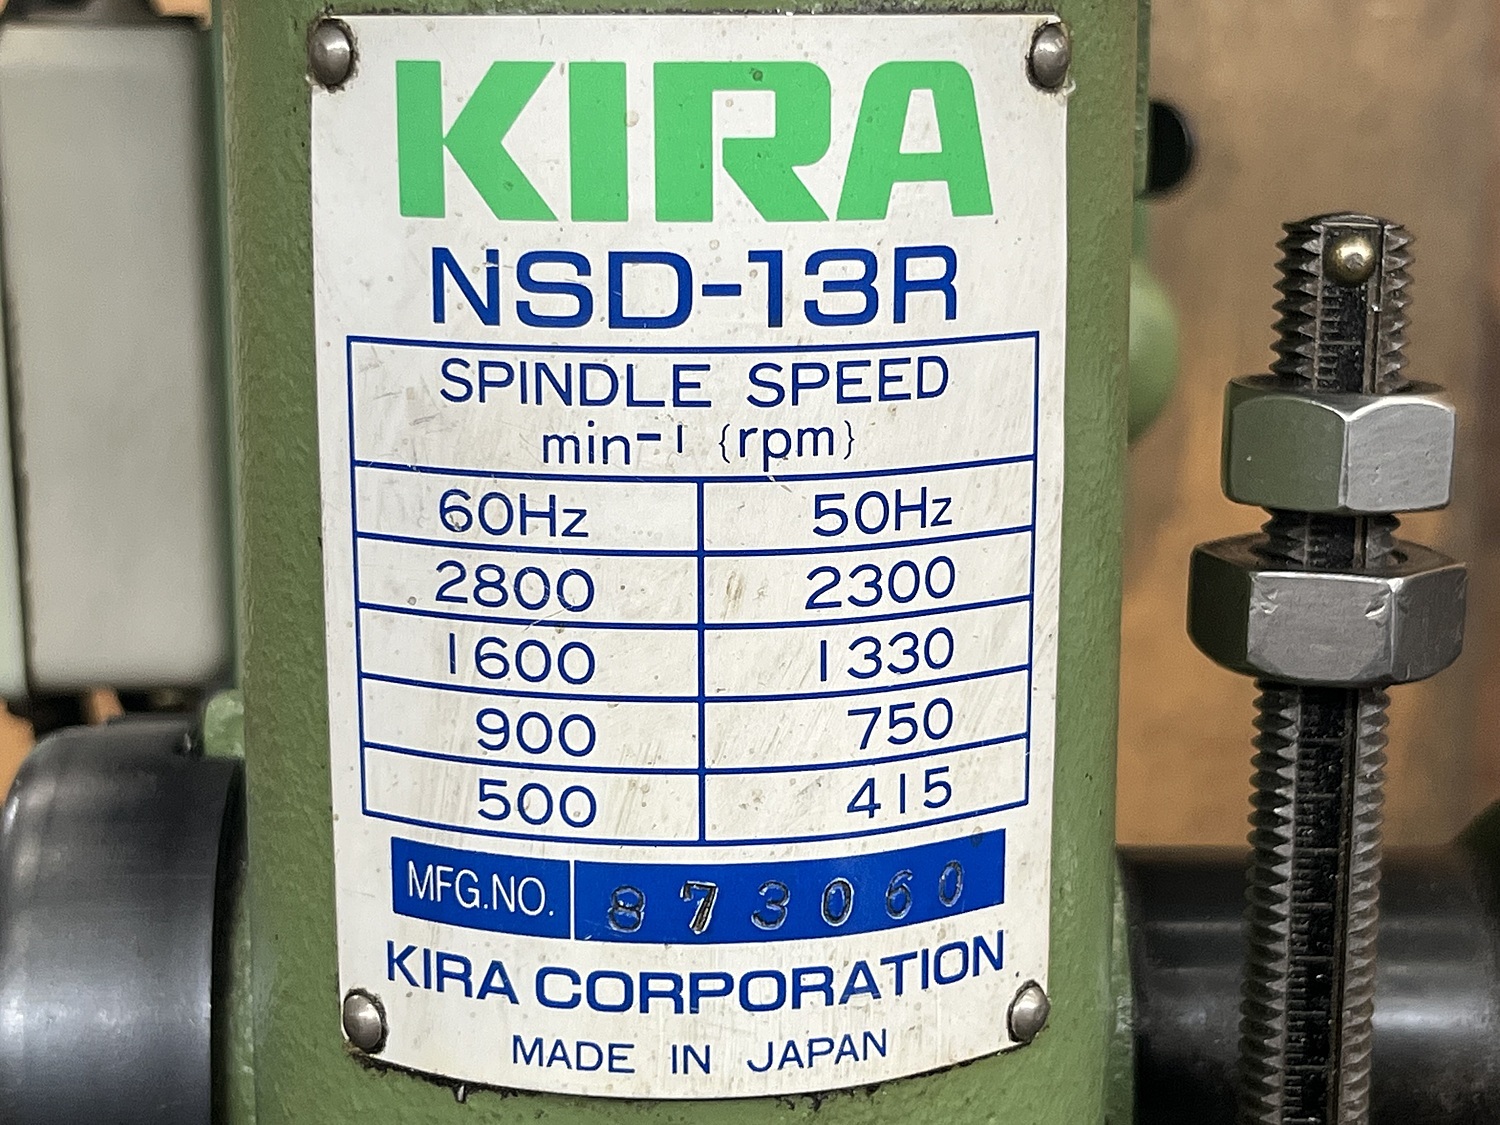 KIRA
NSD-13R
SPINDLE SPEED
min⁻¹ {rpm}
60Hz 50Hz
2800 2300
1600 1330
900 750
500 415
MFG.NO. 873060
KIRA CORPORATION
MADE IN JAPAN